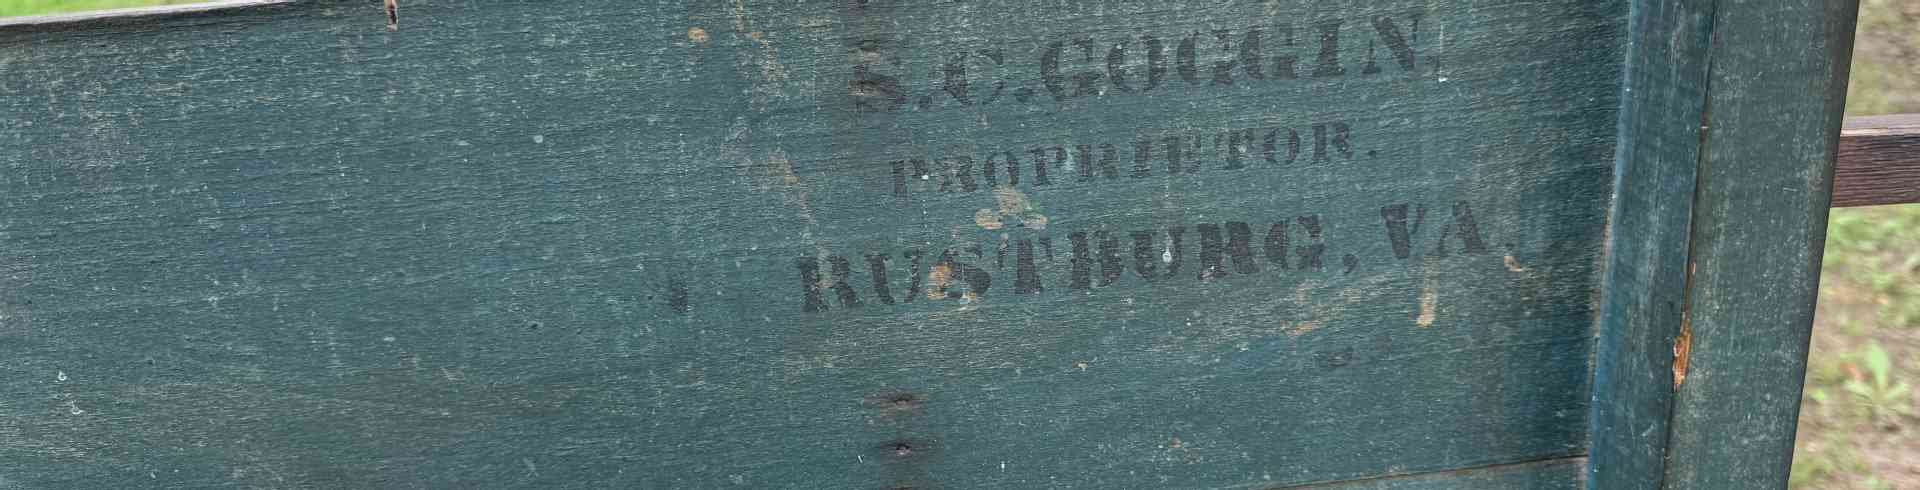 S.C.GOGGIN,
PROPRIETOR.
RUSTBURG, VA.